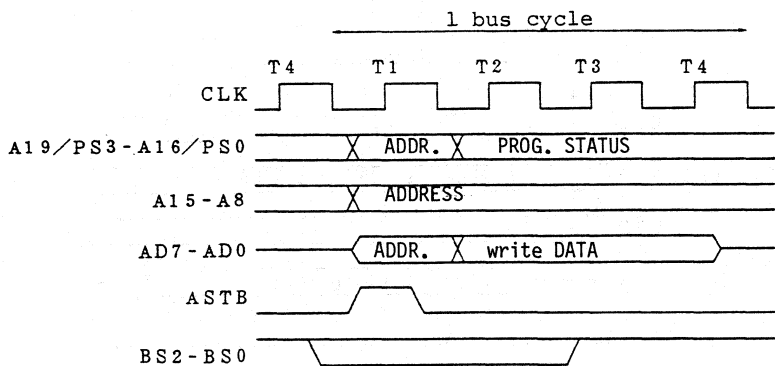 1 bus cycle
T4 T1 T2 T3 T4
CLK
A19/PS3-A16/PS0 ADDR. PROG. STATUS
A15-A8 ADDRESS
AD7-AD0 ADDR. write DATA
ASTB
BS2-BS0